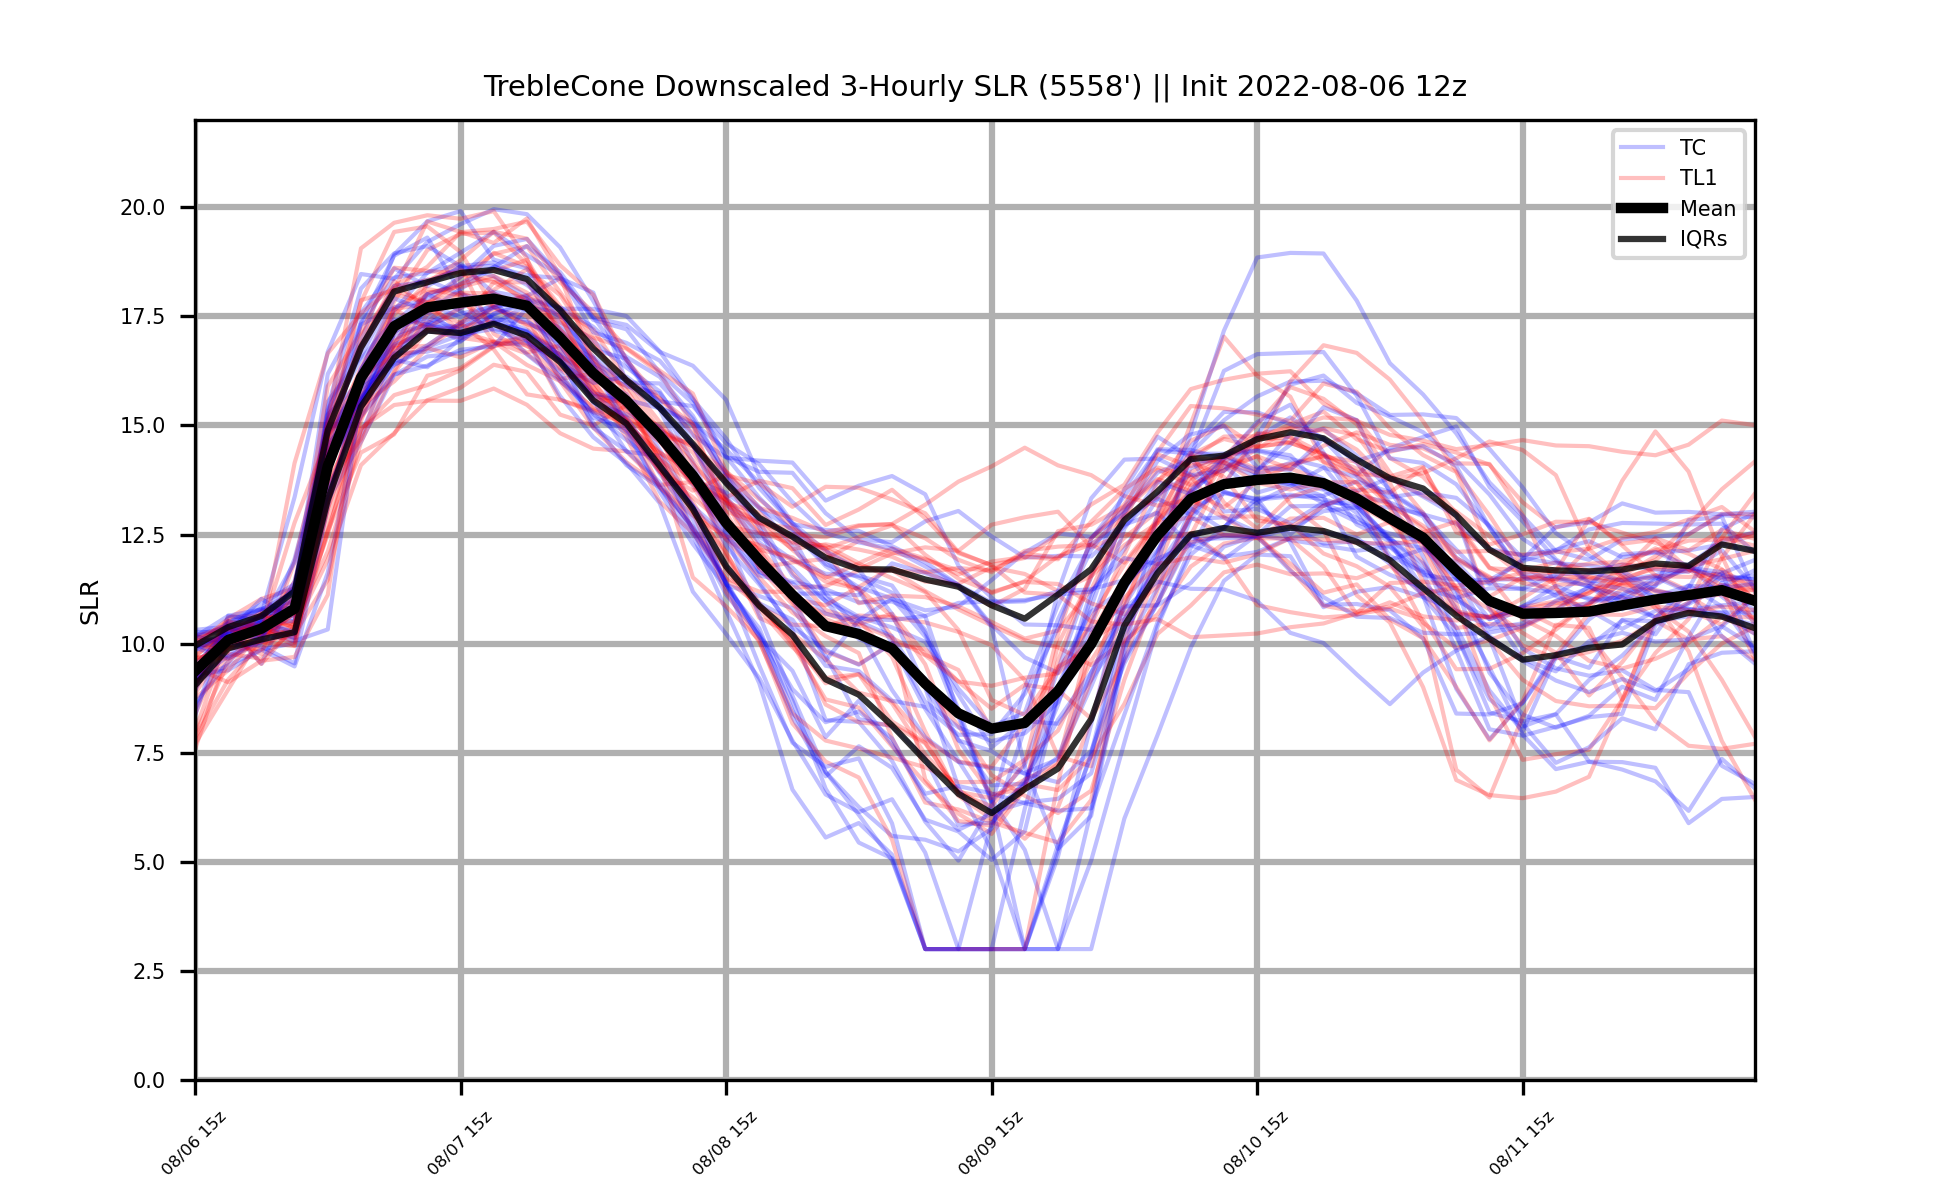 TrebleCone Downscaled 3-Hourly SLR (5558') || Init 2022-08-06 12z
TC
TL1
Mean
IQRs
SLR
20.0
17.5
15.0
12.5
10.0
7.5
5.0
2.5
0.0
08/06 15z
08/07 15z
08/08 15z
08/09 15z
08/10 15z
08/11 15z